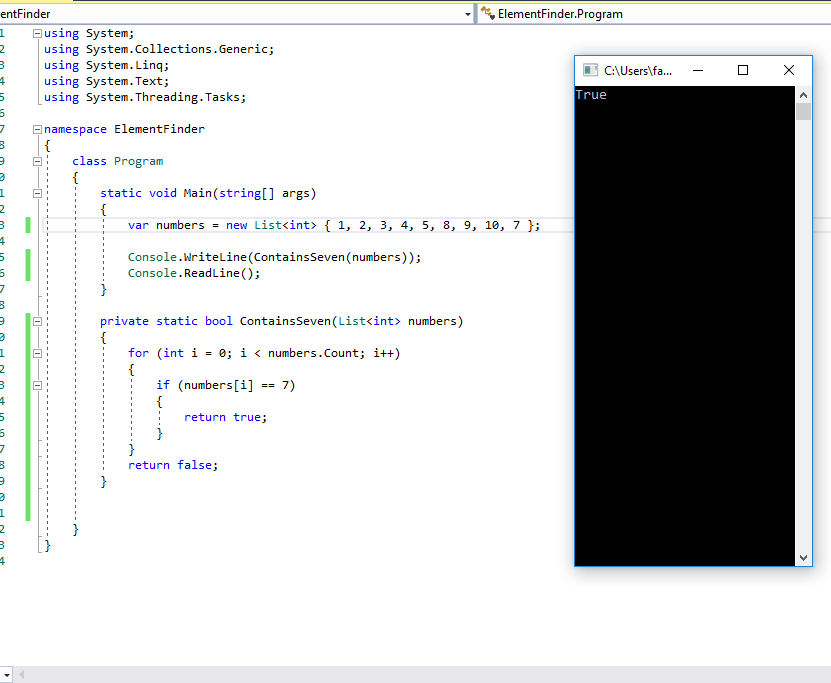 entFinder
ElementFinder.Program
1 using System;
2 using System.Collections.Generic;
3 using System.Linq;
4 using System.Text;
5 using System.Threading.Tasks;
6
7 namespace ElementFinder
8 {
9 class Program
0 {
1 static void Main(string[] args)
2 {
3 var numbers = new List<int> { 1, 2, 3, 4, 5, 8, 9, 10, 7 };
4
5 Console.WriteLine(ContainsSeven(numbers));
6 Console.ReadLine();
7 }
8
9 private static bool ContainsSeven(List<int> numbers)
0 {
1 for (int i = 0; i < numbers.Count; i++)
2 {
3 if (numbers[i] == 7)
4 {
5 return true;
6 }
7 }
8 return false;
9 }
0
1
2 }
3 }
4
C:\Users\fa...
True